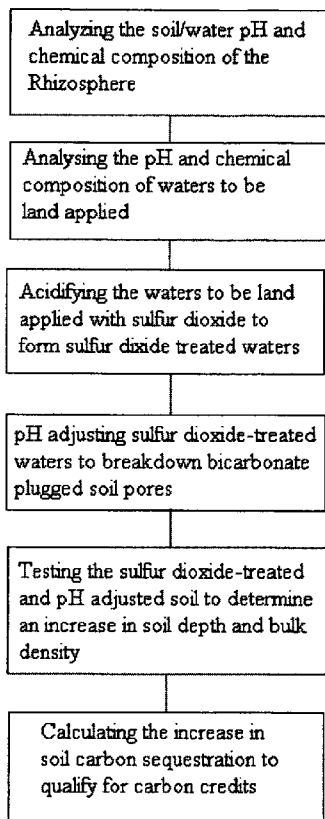 Analyzing the soil/water pH and
chemical composition of the
Rhizosphere
Analysing the pH and chemical
composition of waters to be
land applied
Acidifying the waters to be land
applied with sulfur dioxide to
form sulfur dixide treated waters
pH adjusting sulfur dioxide-treated
waters to breakdown bicarbonate
plugged soil pores
Testing the sulfur dioxide-treated
and pH adjusted soil to determine
an increase in soil depth and bulk
density
Calculating the increase in
soil carbon sequestration to
qualify for carbon credits